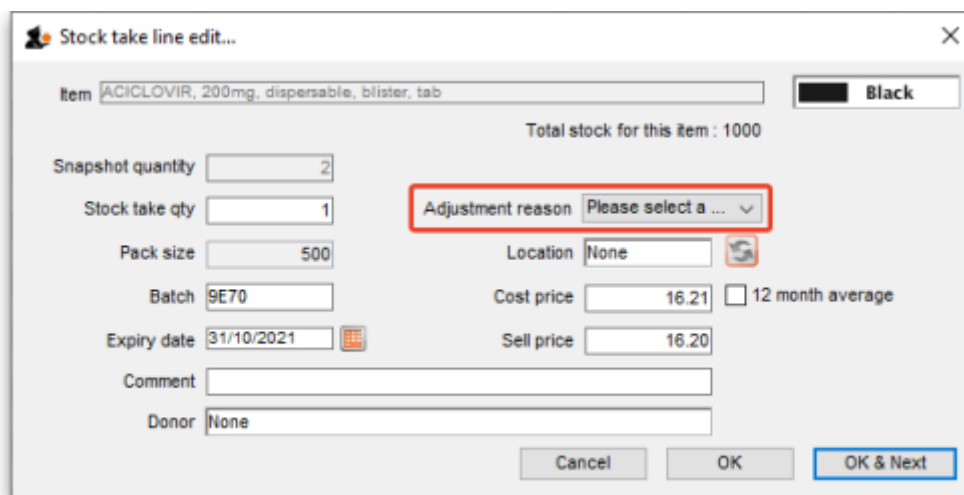 Stock take line edit...
Item ACICLOVIR, 200mg, dispersable, blister, tab Black
Total stock for this item : 1000
Snapshot quantity 2
Stock take qty 1 Adjustment reason Please select a ...
Pack size 500 Location None
Batch 9E70 Cost price 16.21 12 month average
Expiry date 31/10/2021 Sell price 16.20
Comment
Donor None
Cancel OK OK & Next